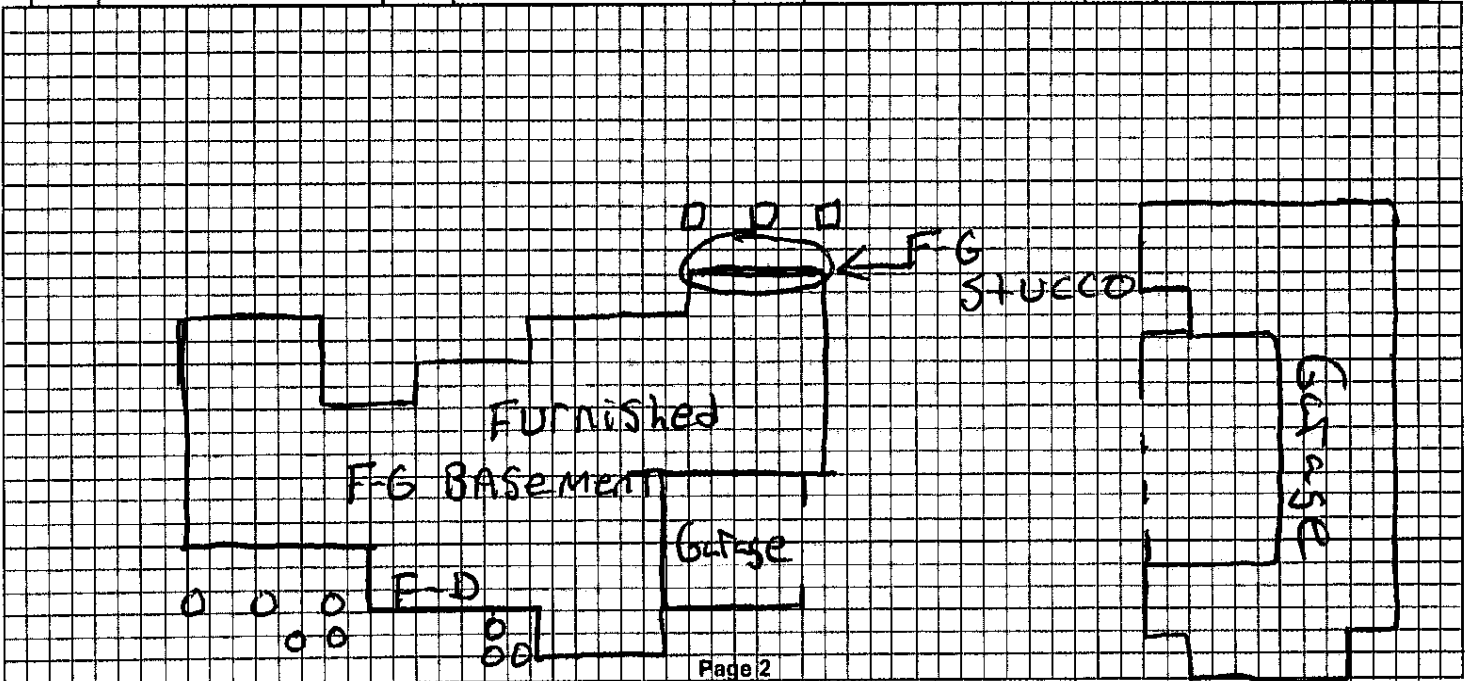 F-G
STUCCO
Furnished
F-G BASement
Garage
Garage
F-D
Page 2